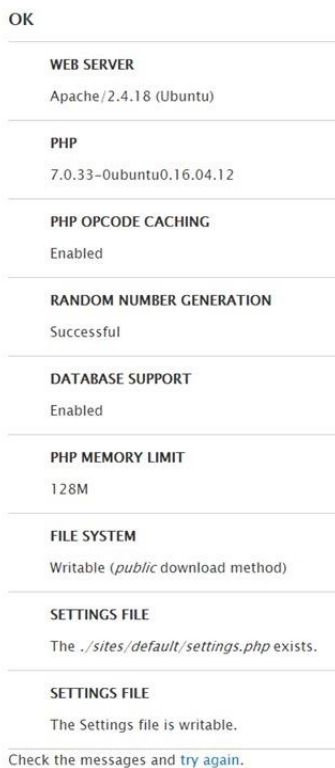 OK
WEB SERVER
Apache/2.4.18 (Ubuntu)
PHP
7.0.33-0ubuntu0.16.04.12
PHP OPCODE CACHING
Enabled
RANDOM NUMBER GENERATION
Successful
DATABASE SUPPORT
Enabled
PHP MEMORY LIMIT
128M
FILE SYSTEM
Writable (public download method)
SETTINGS FILE
The ./sites/default/settings.php exists.
SETTINGS FILE
The Settings file is writable.
Check the messages and try again.